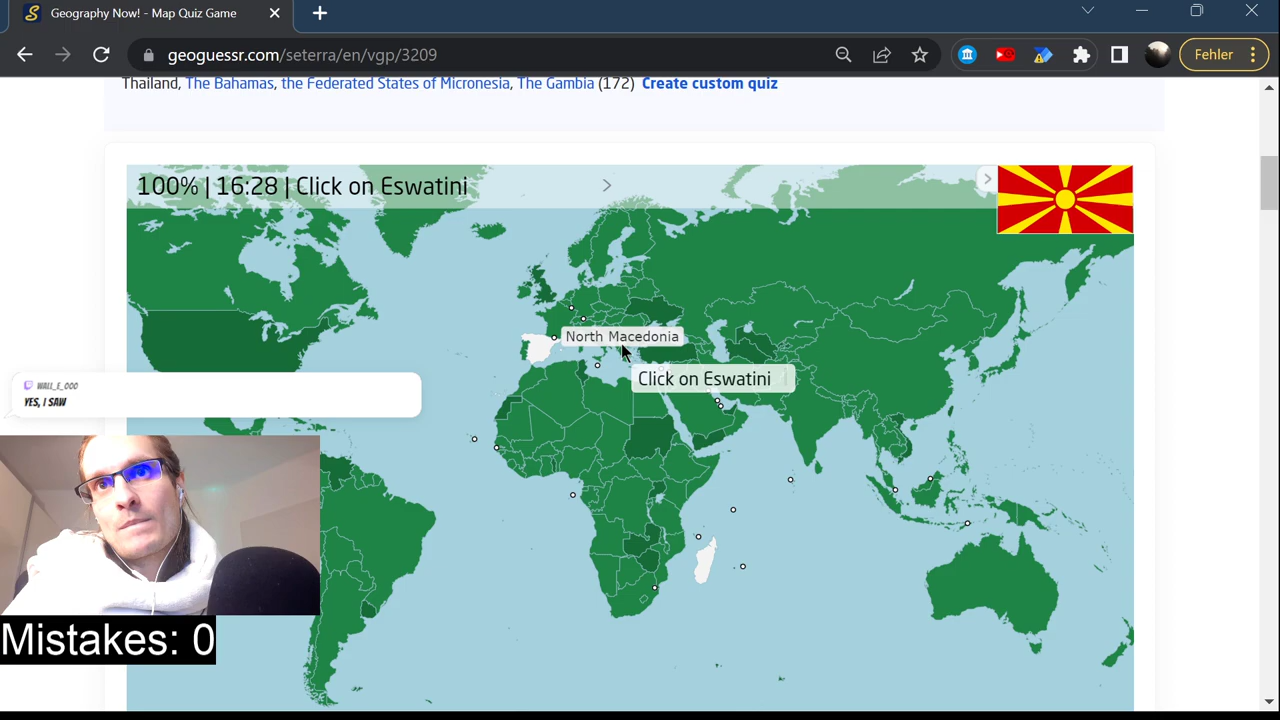 Geography Now! - Map Quiz Game
geoguessr.com/seterra/en/vgp/3209
Fehler
Thailand, The Bahamas, the Federated States of Micronesia, The Gambia (172) Create custom quiz
100% | 16:28 | Click on Eswatini
North Macedonia
Click on Eswatini
WALL_E_000
YES, I SAW
Mistakes: 0